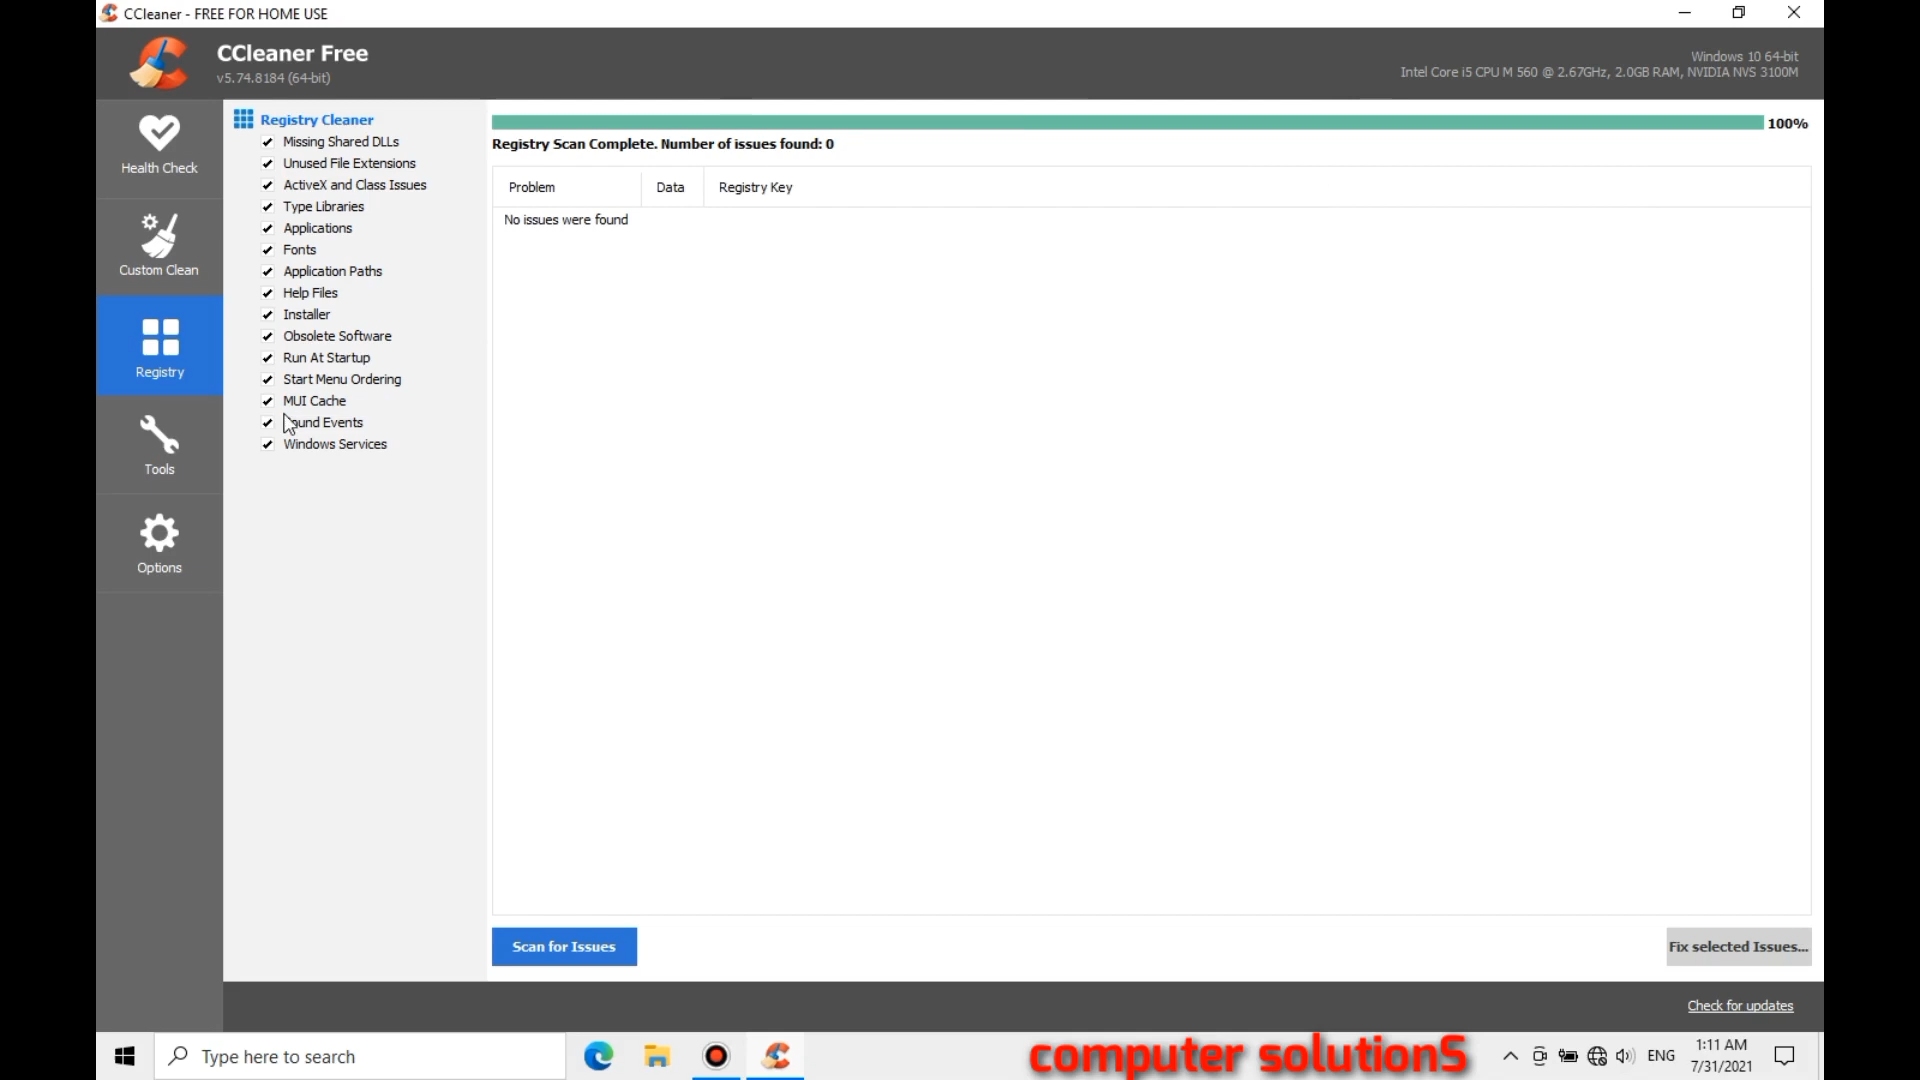 CCleaner - FREE FOR HOME USE
CCleaner Free
v5.74.8184 (64-bit)
Windows 10 64-bit
Intel Core i5 CPU M 560 @ 2.67GHz, 2.0GB RAM, NVIDIA NVS 3100M
Health Check
Custom Clean
Registry
Tools
Options
Registry Cleaner
Missing Shared DLLs
Unused File Extensions
ActiveX and Class Issues
Type Libraries
Applications
Fonts
Application Paths
Help Files
Installer
Obsolete Software
Run At Startup
Start Menu Ordering
MUI Cache
und Events
Windows Services
100%
Registry Scan Complete. Number of issues found: 0
Problem Data Registry Key
No issues were found
Scan for Issues
Fix selected Issues...
Check for updates
Type here to search
computer solutionS
ENG
1:11 AM
7/31/2021